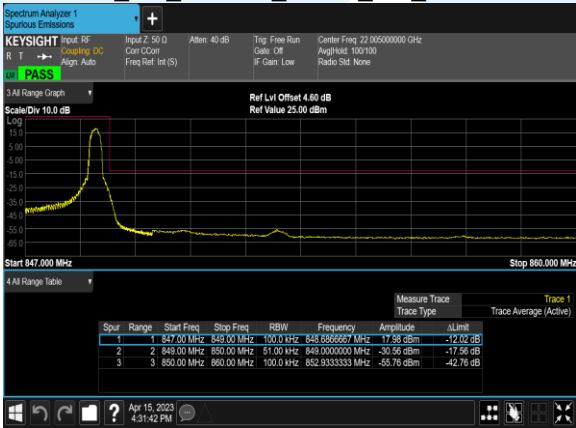 Spectrum Analyzer 1
Spurious Emissions
+
KEYSIGHT Input: RF Input Z: 50 Ω Atten: 40 dB Trig: Free Run Center Freq: 22.005000000 GHz
R T Coupling: DC Corr CCorr Gate: Off Avg|Hold: 100/100
Align: Auto Freq Ref: Int (S) IF Gain: Low Radio Std: None
PASS
3 All Range Graph
Ref Lvl Offset 4.60 dB
Scale/Div 10.0 dB Ref Value 25.00 dBm
Log
15.0
5.00
-5.00
-15.0
-25.0
-35.0
-45.0
-55.0
-65.0
Start 847.000 MHz Stop 860.000 MHz
4 All Range Table
Measure Trace Trace 1
Trace Type Trace Average (Active)
Spur Range Start Freq Stop Freq RBW Frequency Amplitude ΔLimit
1 1 847.00 MHz 849.00 MHz 100.0 kHz 848.6866667 MHz 17.98 dBm -12.02 dB
2 2 849.00 MHz 850.00 MHz 51.00 kHz 849.0000000 MHz -30.56 dBm -17.56 dB
3 3 850.00 MHz 860.00 MHz 100.0 kHz 852.9333333 MHz -55.76 dBm -42.76 dB
? Apr 15, 2023
4:31:42 PM